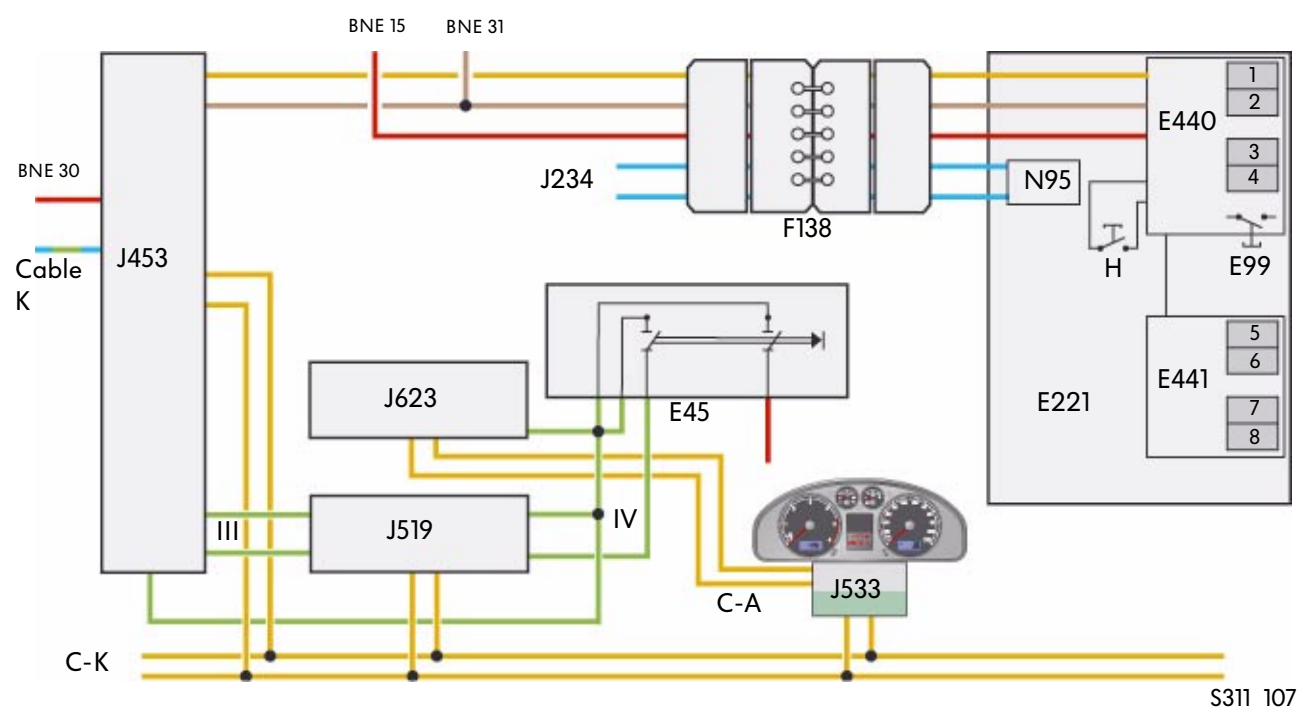 BNE 15
BNE 31
1
2
E440
3
BNE 30
J234
N95
4
F138
J453
Cable
K
H
E99
5
6
J623
E441
E221
E45
7
8
III
J519
IV
C-A
J533
C-K
S311_107